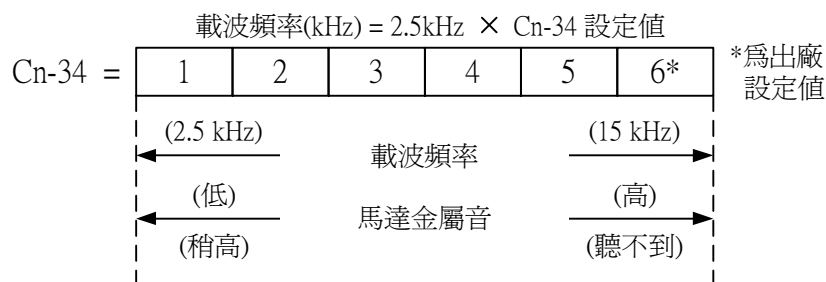 載波頻率(kHz) = 2.5kHz × Cn-34 設定值
Cn-34 = 1 2 3 4 5 6* *為出廠
設定值
(2.5 kHz) (15 kHz)
載波頻率
(低) (高)
馬達金屬音
(稍高) (聽不到)